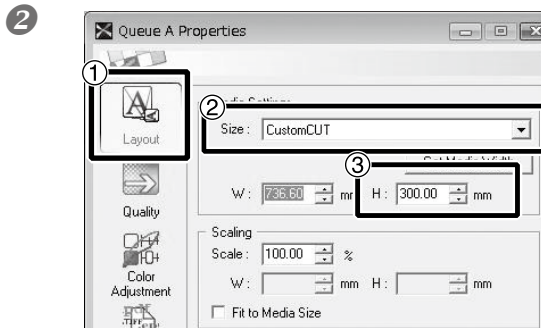 2
Queue A Properties
1
2
Layout
Size : CustomCUT
3
W : 736.60 mm H : 300.00 mm
Quality
Scaling
Scale : 100.00 %
Color
Adjustment
W : mm H : mm
Fit to Media Size